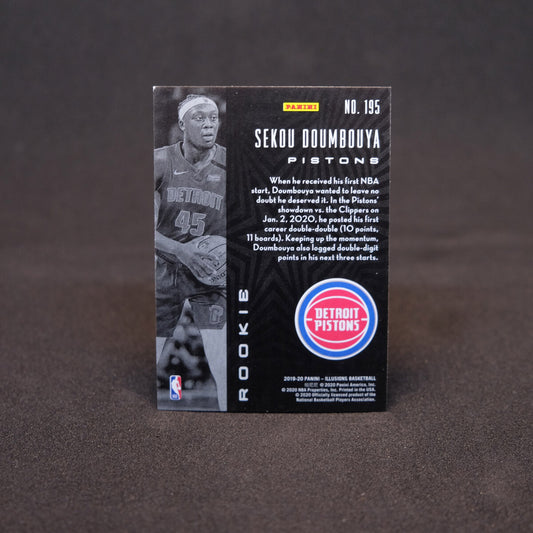 PANINI
NO. 195
SEKOU DOUMBOUYA
PISTONS
When he received his first NBA
start, Doumbouya wanted to leave no
doubt he deserved it. In the Pistons'
showdown vs. the Clippers on
Jan. 2, 2020, he posted his first
career double-double (10 points,
11 boards). Keeping up the momentum,
Doumbouya also logged double-digit
points in his next three starts.
DETROIT
45
ROOKIE
DETROIT
PISTONS
2019-20 PANINI – ILLUSIONS BASKETBALL
© 2020 Panini America, Inc.
© 2020 NBA Properties, Inc. Printed in the USA.
© 2020 Officially licensed product of the
National Basketball Players Association.